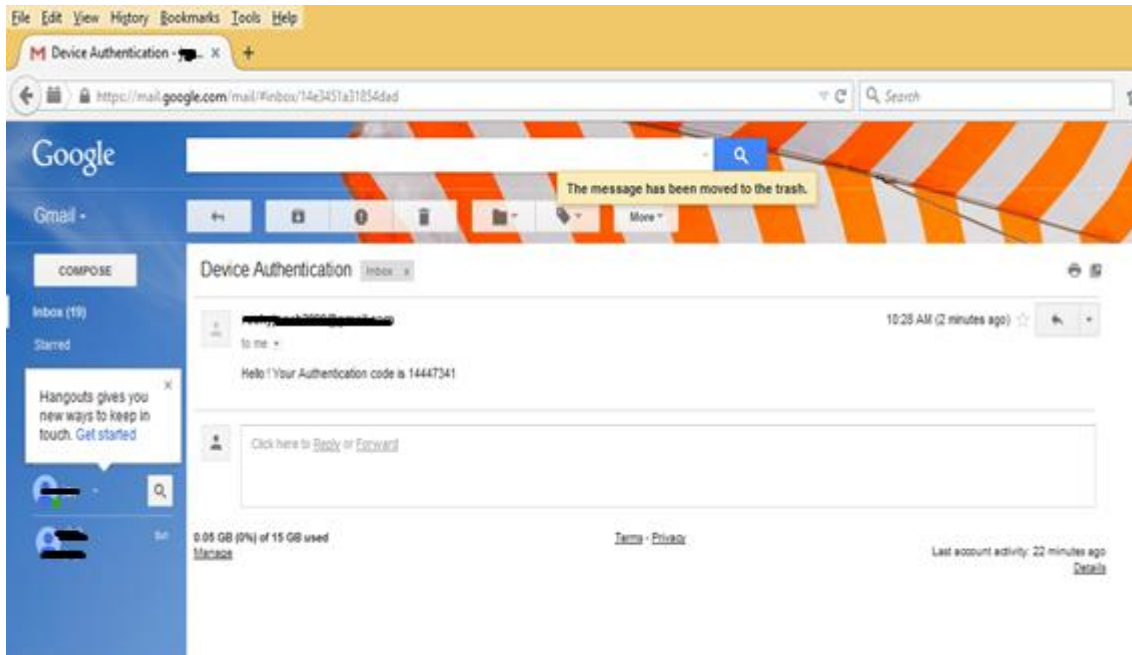 File Edit View History Bookmarks Tools Help
Device Authentication -
https://mail.google.com/mail/#inbox/14e3451a31854dad
Search
Google
The message has been moved to the trash.
Gmail
More
COMPOSE
Device Authentication Inbox x
Inbox (19)
10:28 AM (2 minutes ago)
Starred
to me
Hello ! Your Authentication code is 14447341
Hangouts gives you
new ways to keep in
touch. Get started
Click here to Reply or Forward
0.05 GB (0%) of 15 GB used
Manage
Terms - Privacy
Last account activity: 22 minutes ago
Details